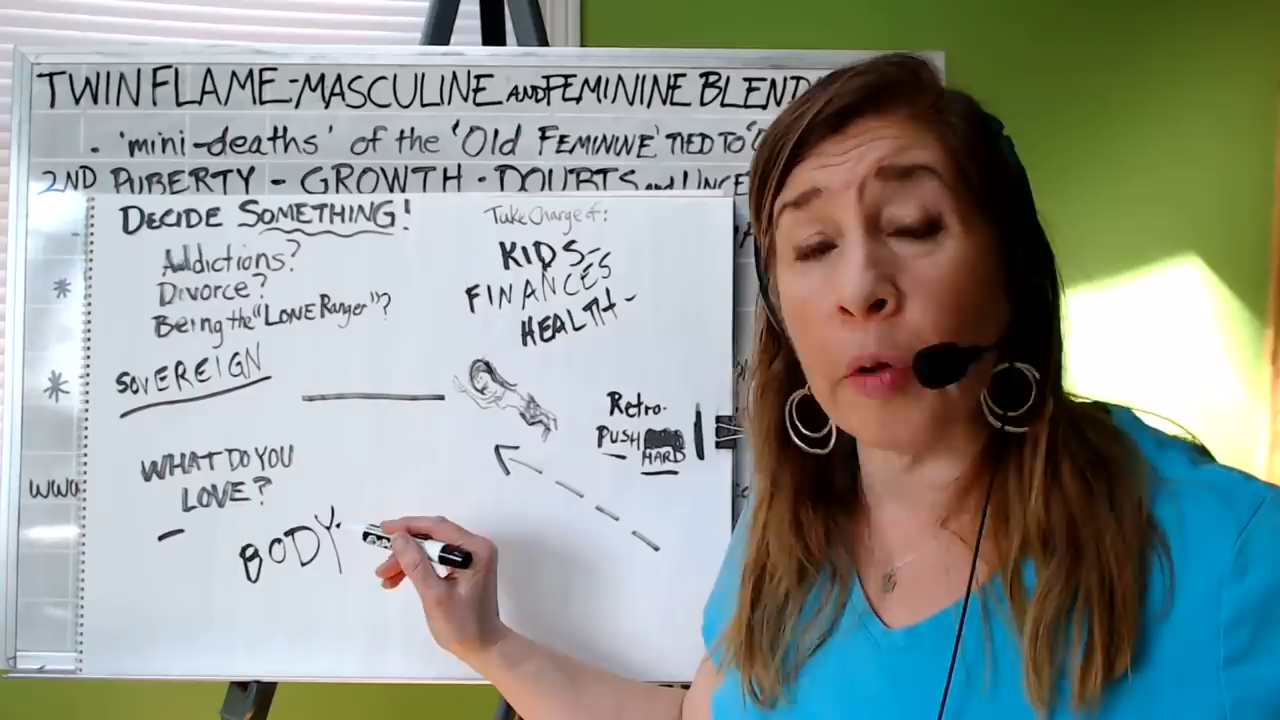 TWIN FLAME-MASCULINE AND FEMININE BLEND
• 'mini-deaths' of the 'Old FEMININE' TIED TO
2ND PUBERTY - GROWTH - DOUBTS and
DECIDE SOMETHING!
Addictions?
Divorce?
Being the "LONE Ranger"?
SOVEREIGN
WHAT DO YOU
LOVE?
-
BODY.
Take Charge of:
KIDS-
FINANCES
HEALTH-
Retro-
PUSH
HARD
* 
*
WWW